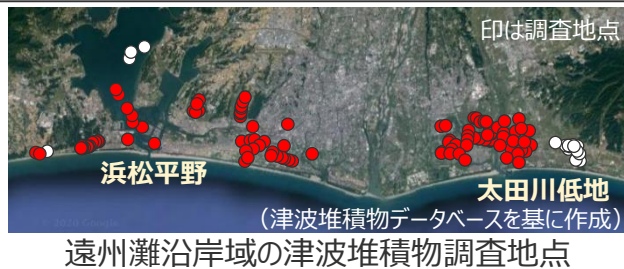 印は調査地点
浜松平野
太田川低地
（津波堆積物データベースを基に作成）
遠州灘沿岸域の津波堆積物調査地点